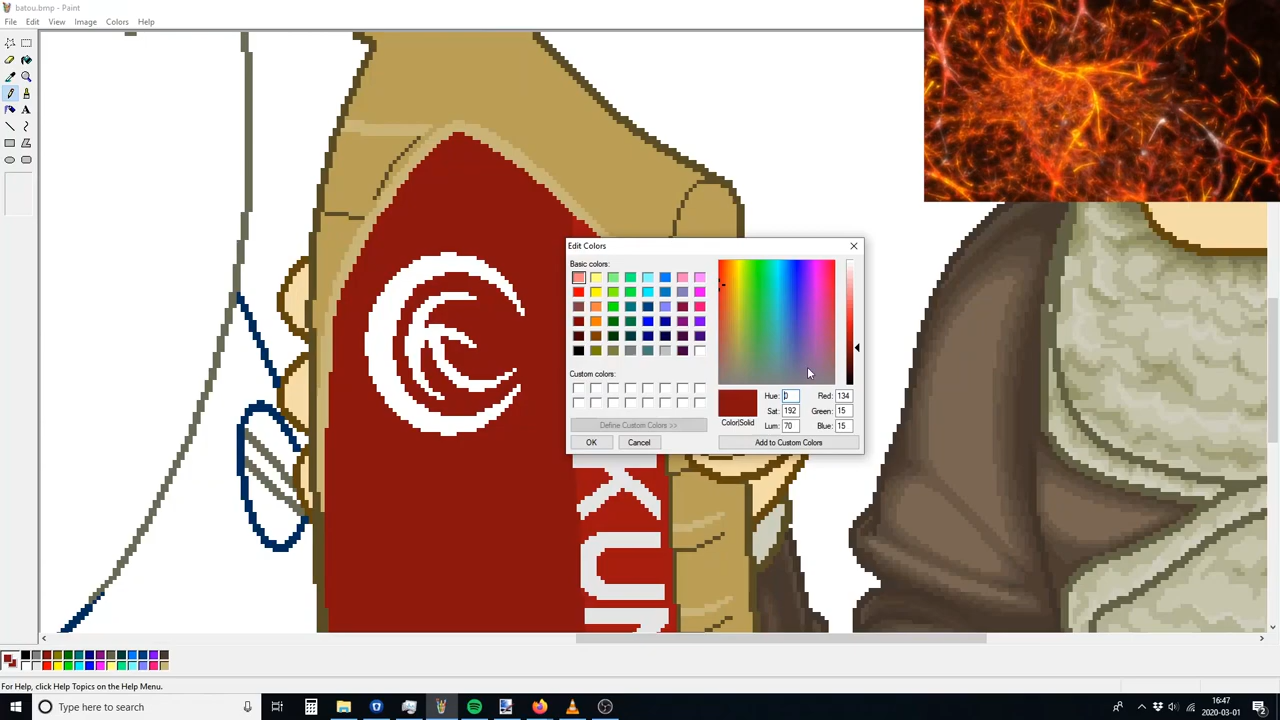 batou.bmp - Paint
File Edit View Image Colors Help
A
Edit Colors
Basic colors:
Custom colors:
Define Custom Colors >>
OK Cancel
Color|Solid
Hue: 0 Red: 134
Sat: 192 Green: 15
Lum: 70 Blue: 15
Add to Custom Colors
KUN
For Help, click Help Topics on the Help Menu.
Type here to search
16:47
2020-03-01
2